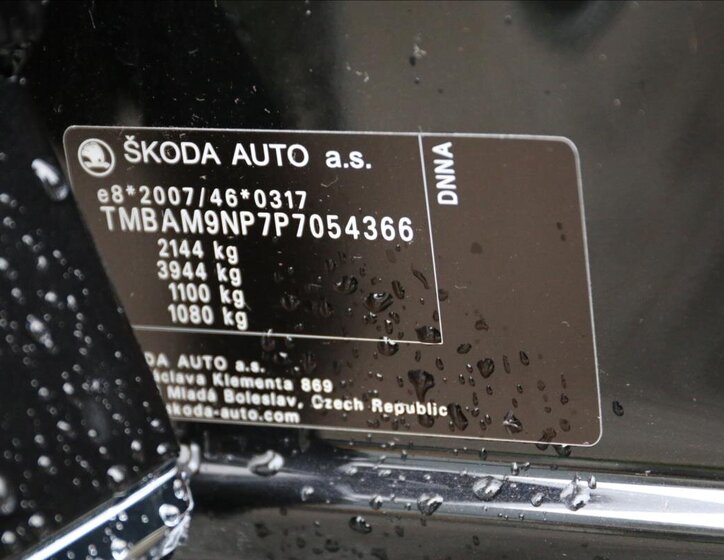 ŠKODA AUTO a.s.
DNNA
e8*2007/46*0317
TMBAM9NP7P7054366
2144 kg
3944 kg
1100 kg
1080 kg
AUTO a.s.
Klementa 869
Mladá Boleslav, Czech Republic
skoda-auto.com